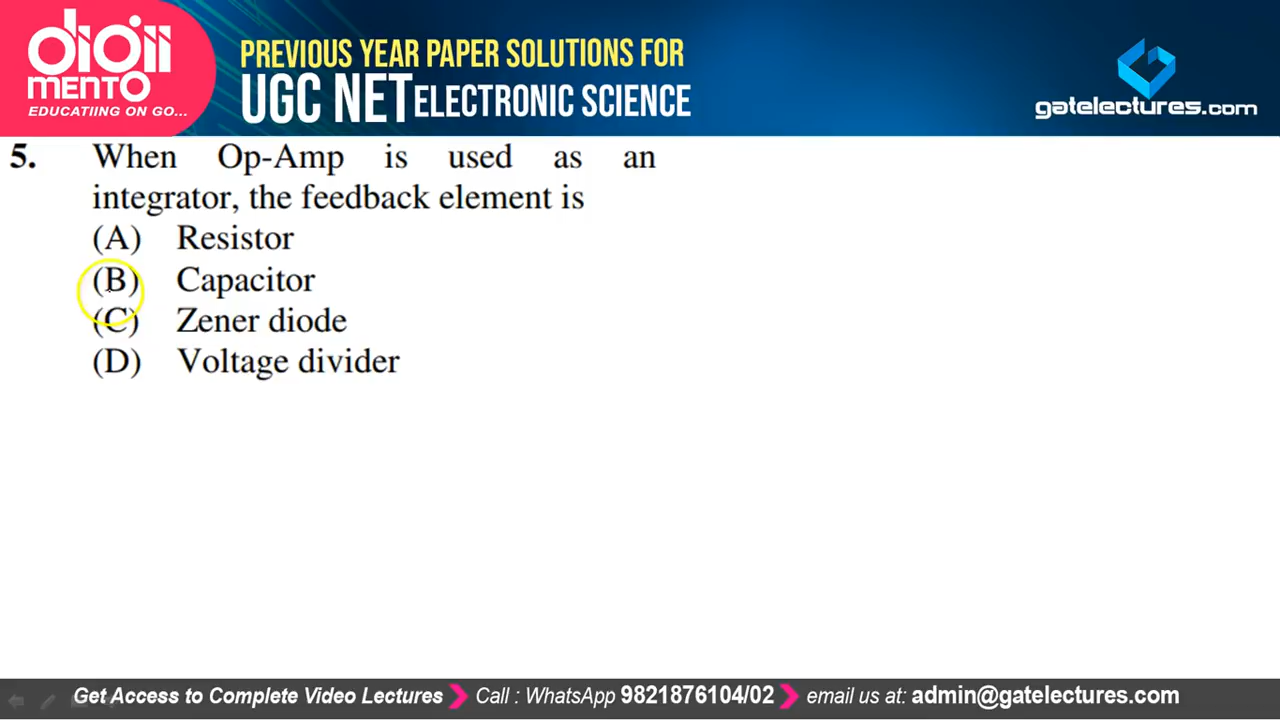 dioii
MENTO
EDUCATIING ON GO...
PREVIOUS YEAR PAPER SOLUTIONS FOR
UGC NET ELECTRONIC SCIENCE
gatelectures.com
5. When Op-Amp is used as an
integrator, the feedback element is
(A) Resistor
(B) Capacitor
(C) Zener diode
(D) Voltage divider
Get Access to Complete Video Lectures Call : WhatsApp 9821876104/02 email us at: admin@gatelectures.com